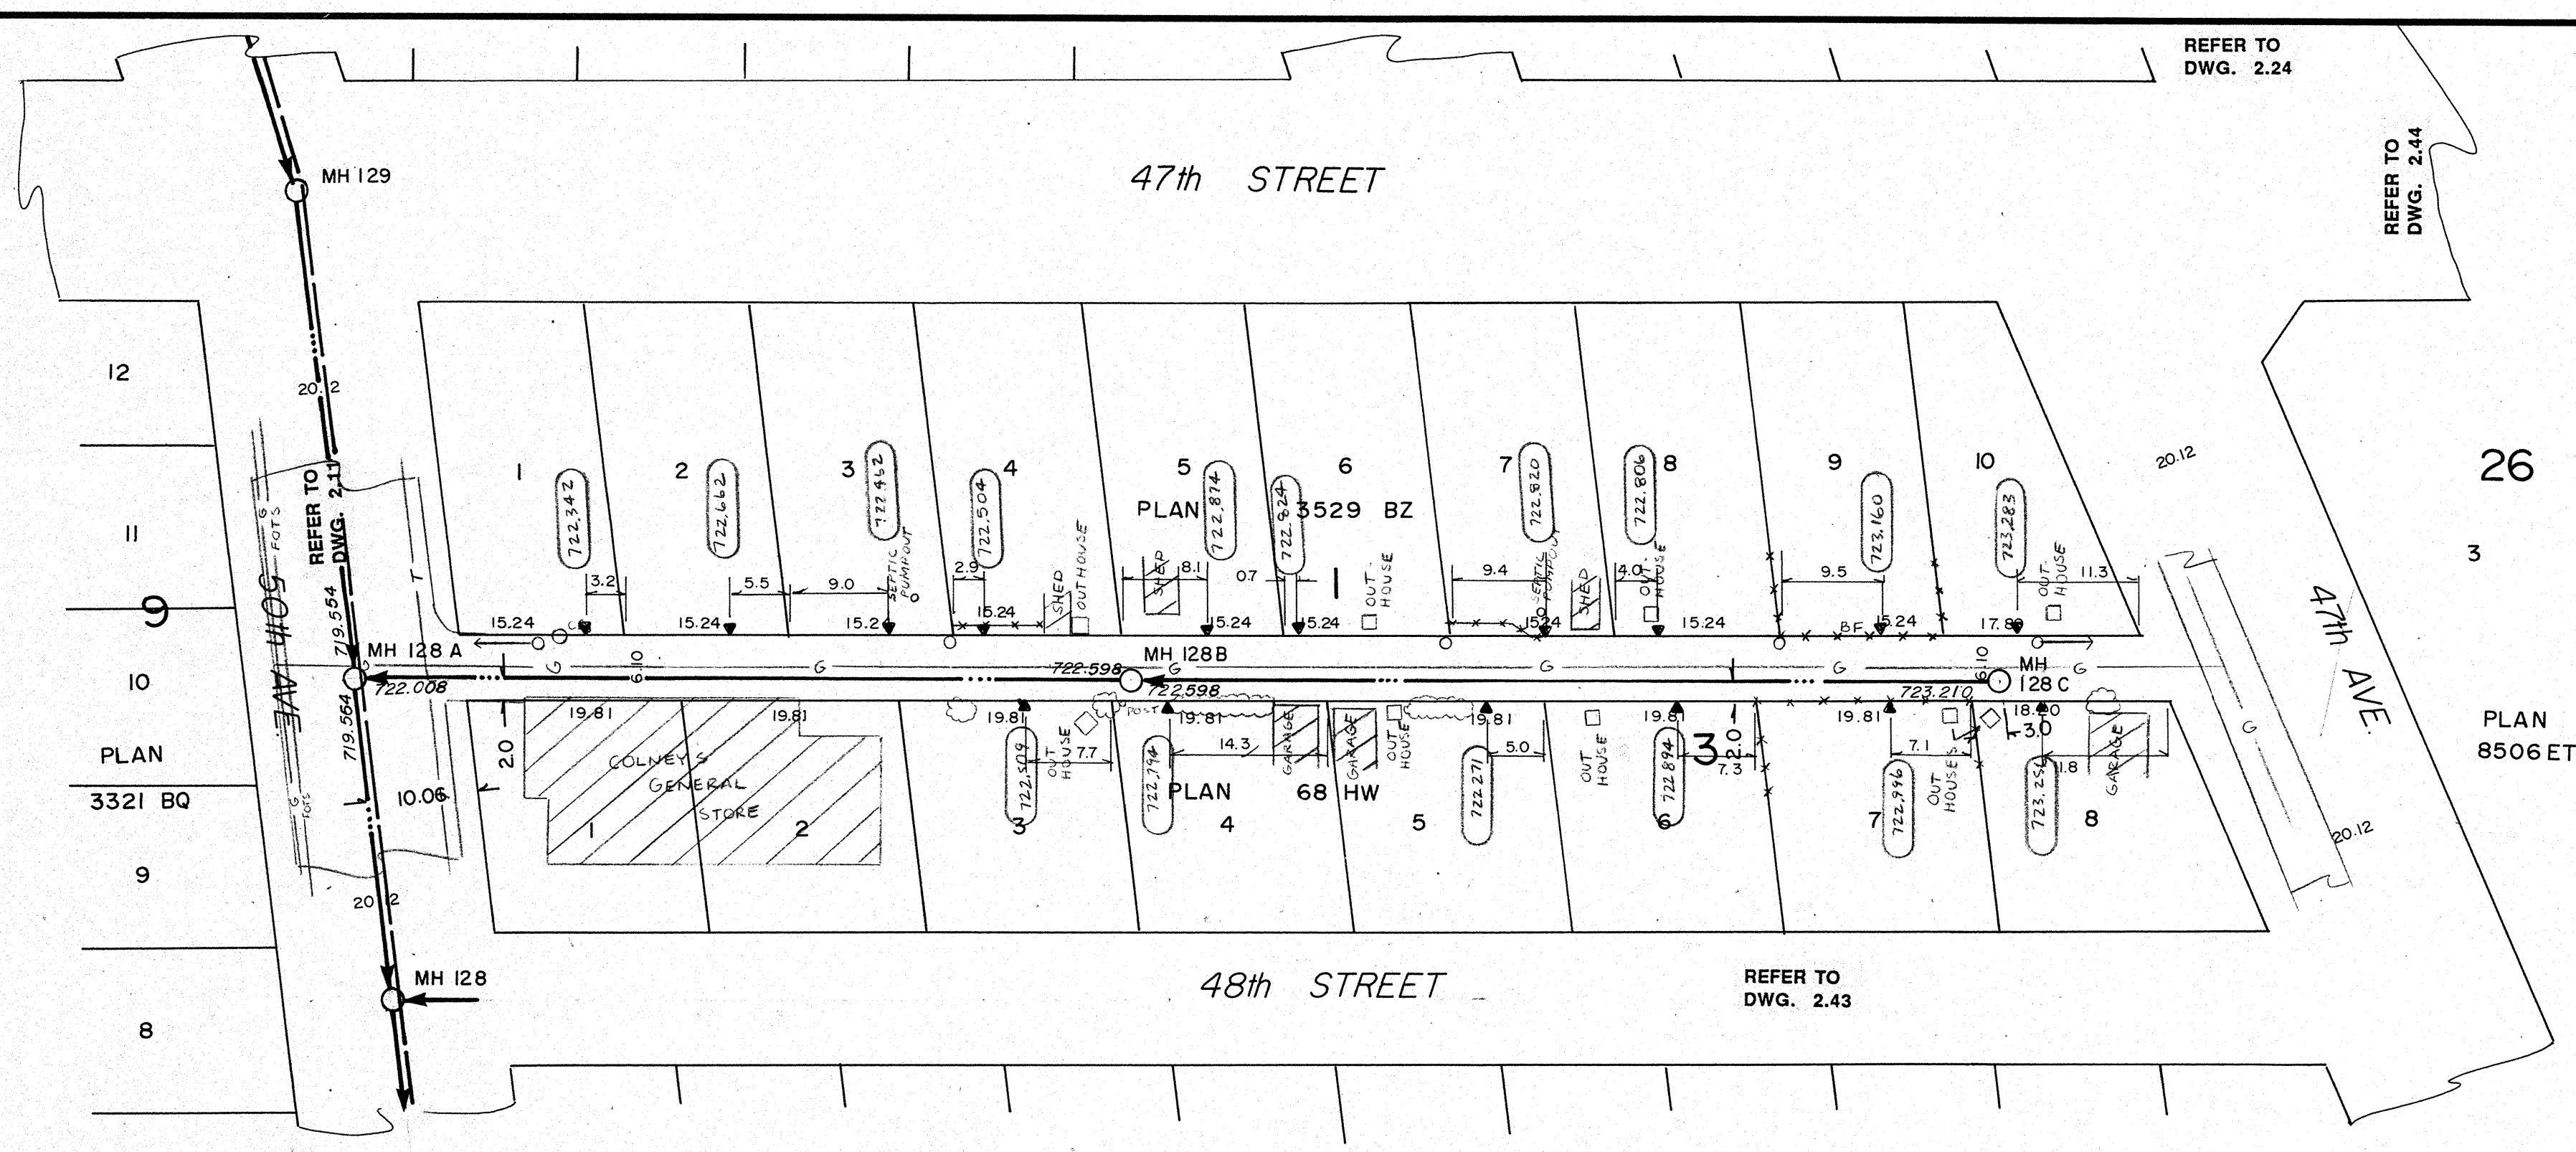 REFER TO
DWG. 2.24
REFER TO
DWG. 2.44
MH 129
47th STREET
20.12
12
11
10
9
PLAN
3321 BQ
9
8
REFER TO
DWG. 2.11
G
FOTS
50th AVE
719.554
719.564
T
1
2
3
4
5
6
7
8
9
10
722.342
722.662
722.462
722.504
722.874
722.824
722.820
722.806
723.160
723.283
PLAN 3529 BZ
1
3.2
5.5
9.0
SEPTIC
PUMPOUT
2.9
SHED
OUTHOUSE
SHED
8.1
0.7
OUT-
HOUSE
9.4
SEPTIC
PUMPOUT
SHED
4.0
OUT-
HOUSE
9.5
OUT-
HOUSE
11.3
15.24
15.24
15.24
15.24
15.24
15.24
15.24
15.24
BF
15.24
17.89
MH 128 A
722.008
G
6.10
G
722.598
MH 128B
722.598
G
G
G
6.10
MH
128 C
G
723.210
19.81
19.81
19.81
POST
19.81
19.81
19.81
19.81
18.20
2.0
COLNEY'S
GENERAL
STORE
722.509
OUT
HOUSE
7.7
722.794
14.3
GARAGE
GARAGE
OUT
HOUSE
722.271
5.0
OUT
HOUSE
722.894
3
2.0
7.3
722.996
7.1
OUT
HOUSES
3.0
1.8
GARAGE
PLAN 68 HW
1
2
3
4
5
6
7
8
10.06
G
FOTS
20.12
MH 128
48th STREET
REFER TO
DWG. 2.43
20.12
G
47th AVE.
20.12
26
3
PLAN
8506 ET